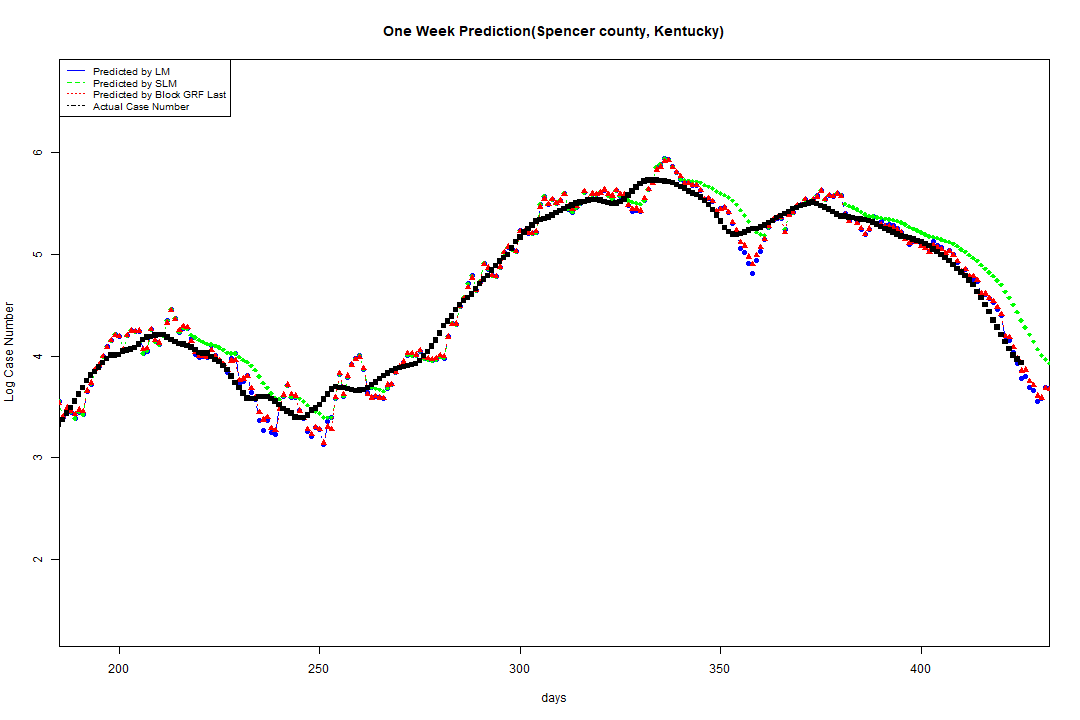 One Week Prediction(Spencer county, Kentucky)
Predicted by LM
Predicted by SLM
Predicted by Block GRF Last
Actual Case Number
Log Case Number
6
5
4
3
2
200 250 300 350 400
days